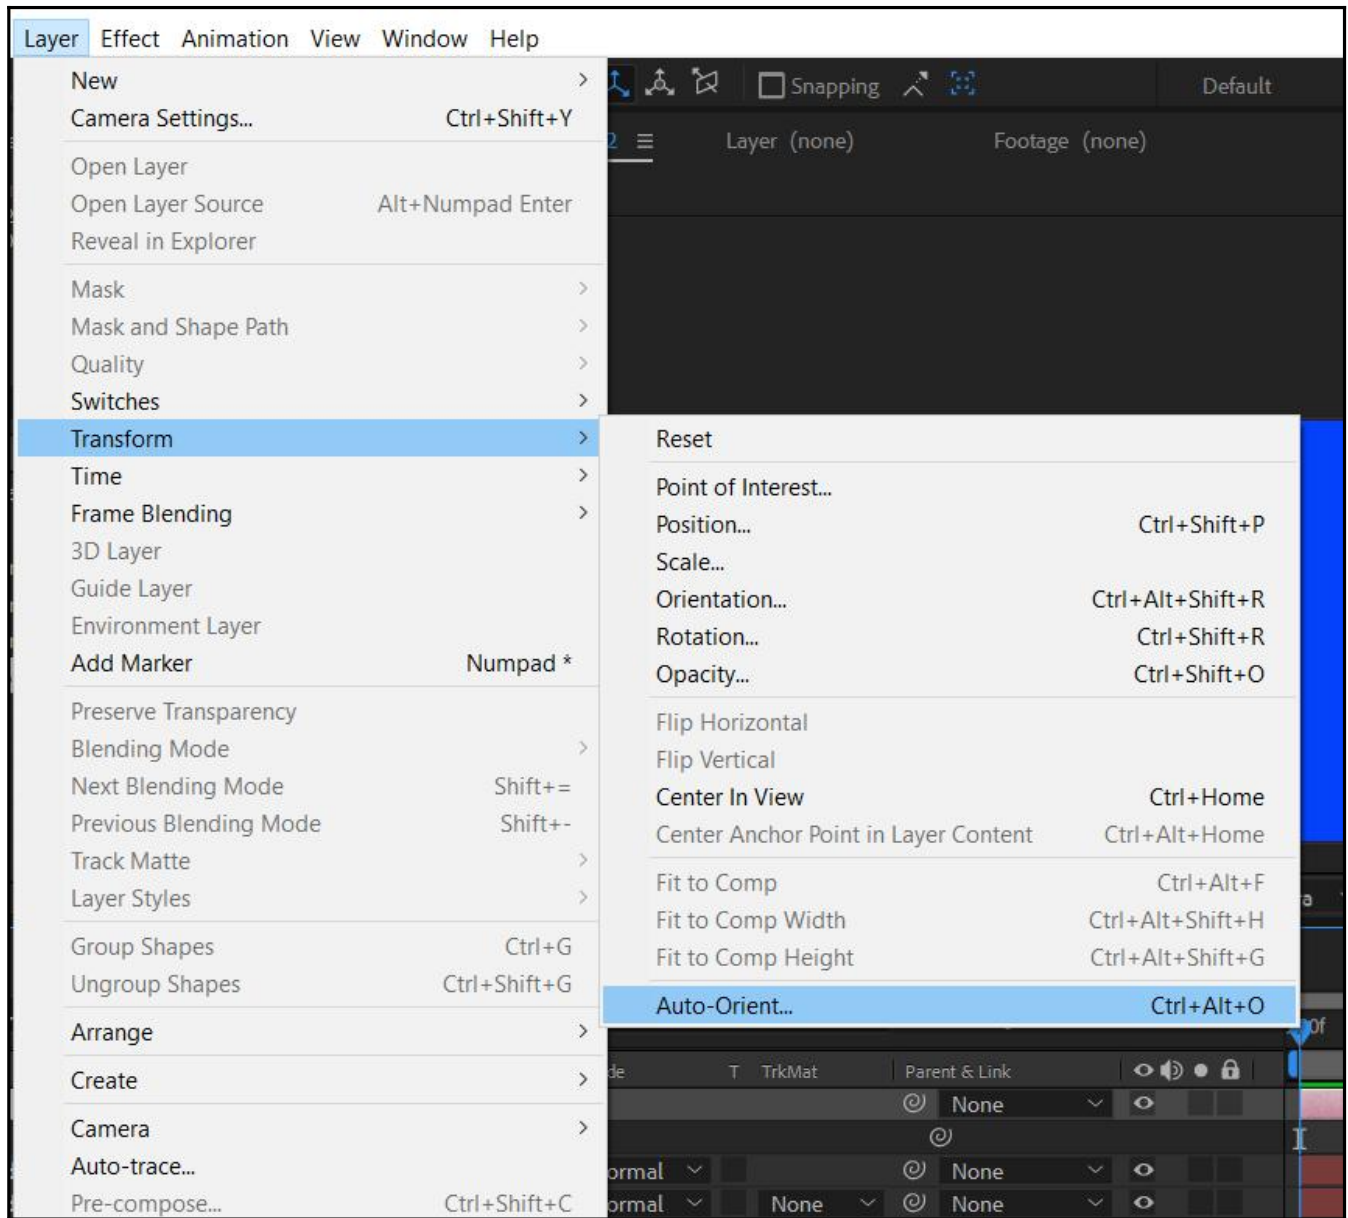 Layer Effect Animation View Window Help
New
Camera Settings... Ctrl+Shift+Y
Open Layer
Open Layer Source Alt+Numpad Enter
Reveal in Explorer
Mask
Mask and Shape Path
Quality
Switches
Transform
Time
Frame Blending
3D Layer
Guide Layer
Environment Layer
Add Marker Numpad *
Preserve Transparency
Blending Mode
Next Blending Mode Shift+=
Previous Blending Mode Shift+-
Track Matte
Layer Styles
Group Shapes Ctrl+G
Ungroup Shapes Ctrl+Shift+G
Arrange
Create
Camera
Auto-trace...
Pre-compose... Ctrl+Shift+C
Snapping Default
2 Layer (none) Footage (none)
Reset
Point of Interest...
Position... Ctrl+Shift+P
Scale...
Orientation... Ctrl+Alt+Shift+R
Rotation... Ctrl+Shift+R
Opacity... Ctrl+Shift+O
Flip Horizontal
Flip Vertical
Center In View Ctrl+Home
Center Anchor Point in Layer Content Ctrl+Alt+Home
Fit to Comp Ctrl+Alt+F
Fit to Comp Width Ctrl+Alt+Shift+H
Fit to Comp Height Ctrl+Alt+Shift+G
Auto-Orient... Ctrl+Alt+O
de T TrkMat Parent & Link
None
ormal None
ormal None None